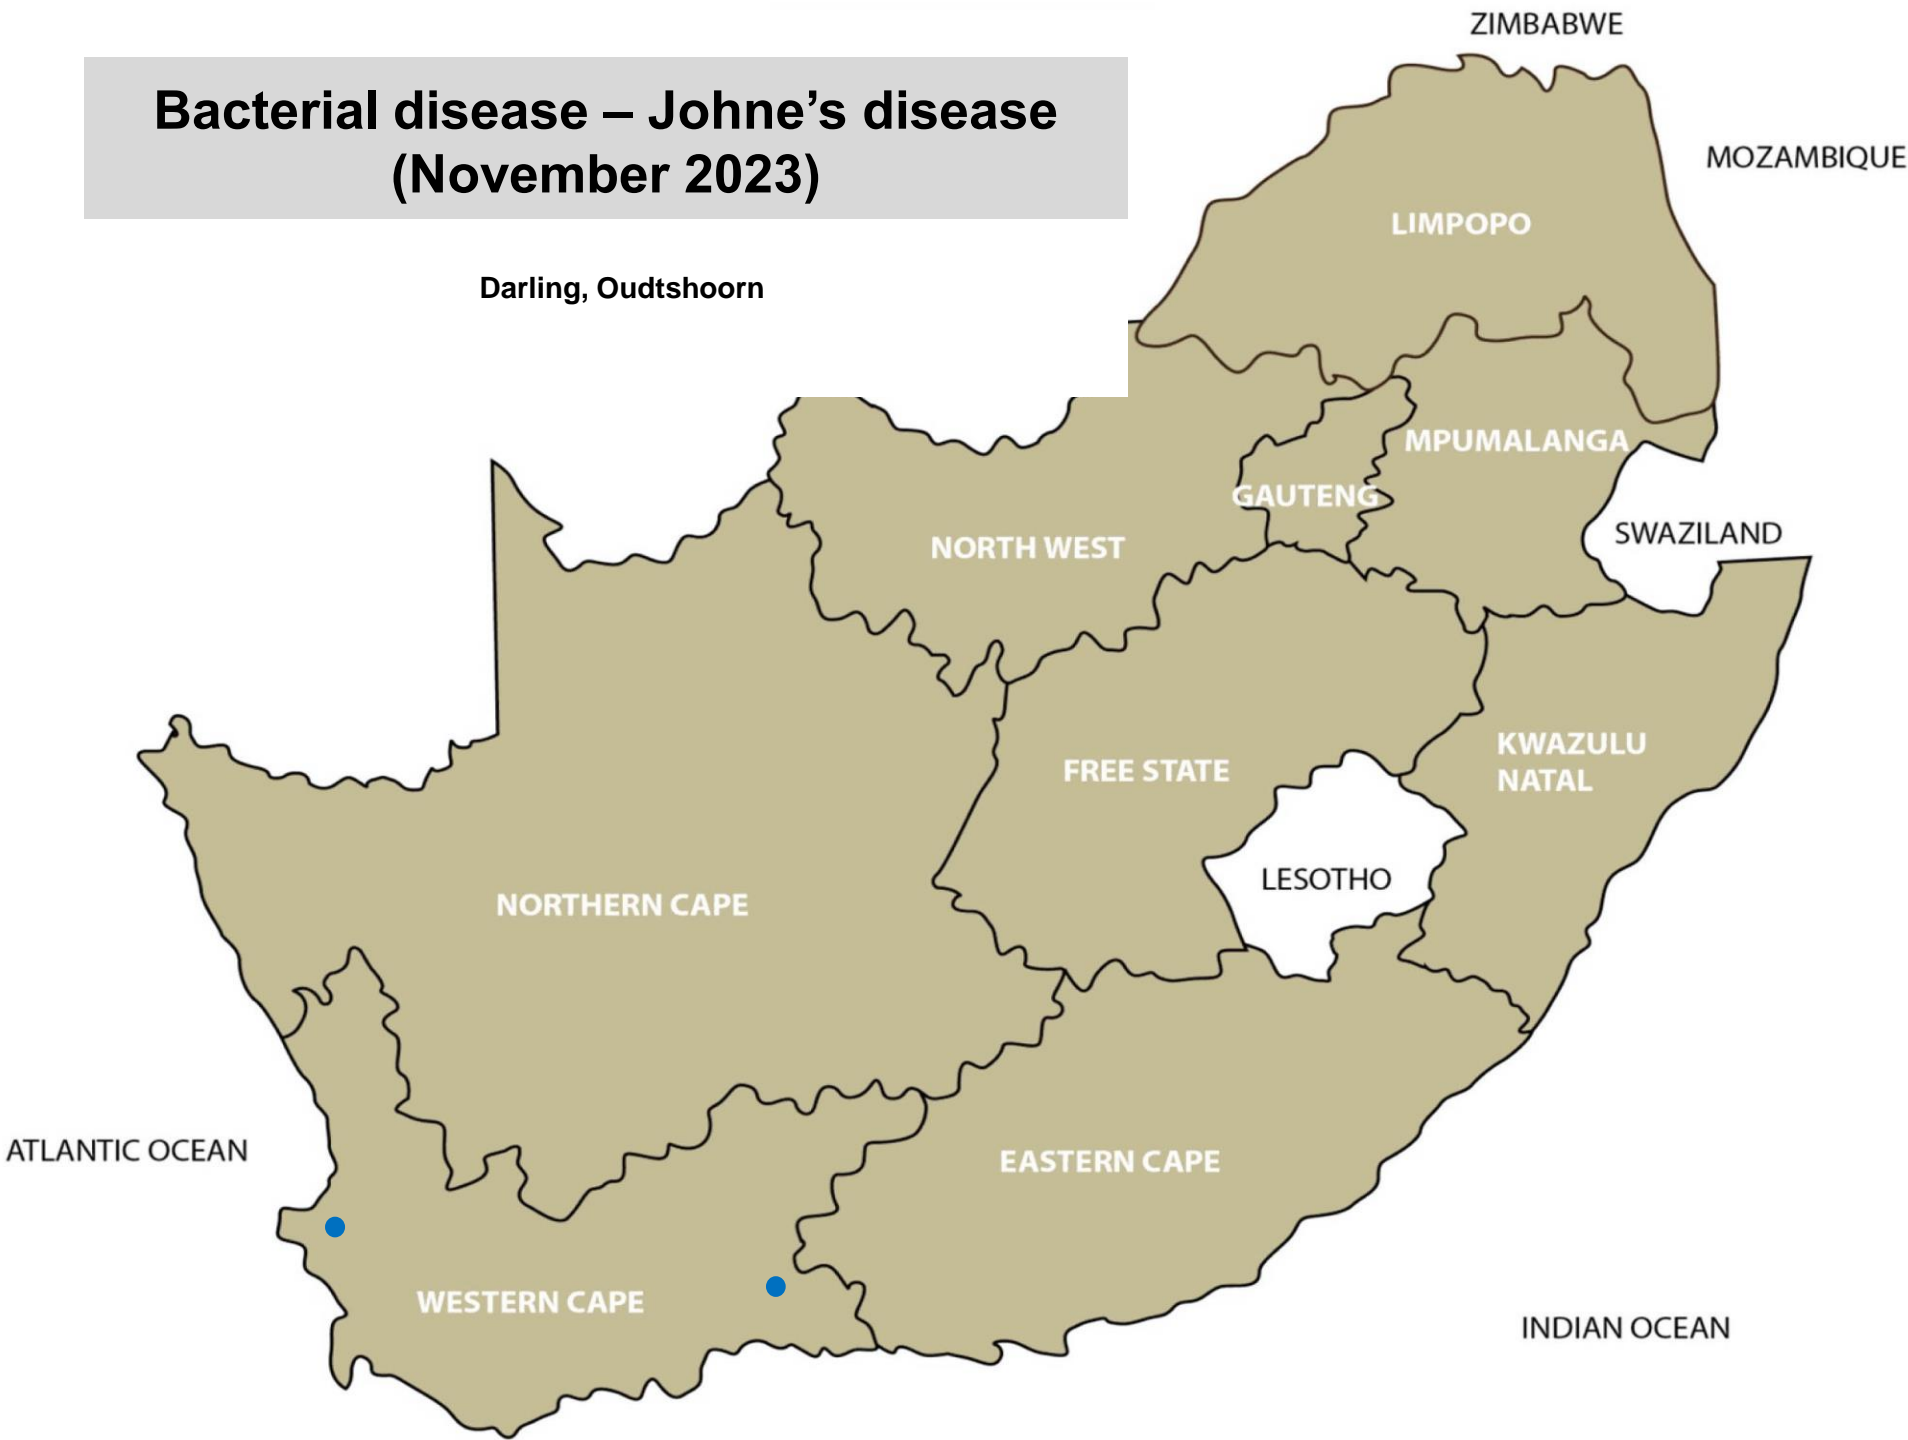 ZIMBABWE
Bacterial disease – Johne’s disease
(November 2023)
MOZAMBIQUE
LIMPOPO
Darling, Oudtshoorn
MPUMALANGA
GAUTENG
SWAZILAND
NORTH WEST
KWAZULU
NATAL
FREE STATE
LESOTHO
NORTHERN CAPE
ATLANTIC OCEAN
EASTERN CAPE
WESTERN CAPE
INDIAN OCEAN